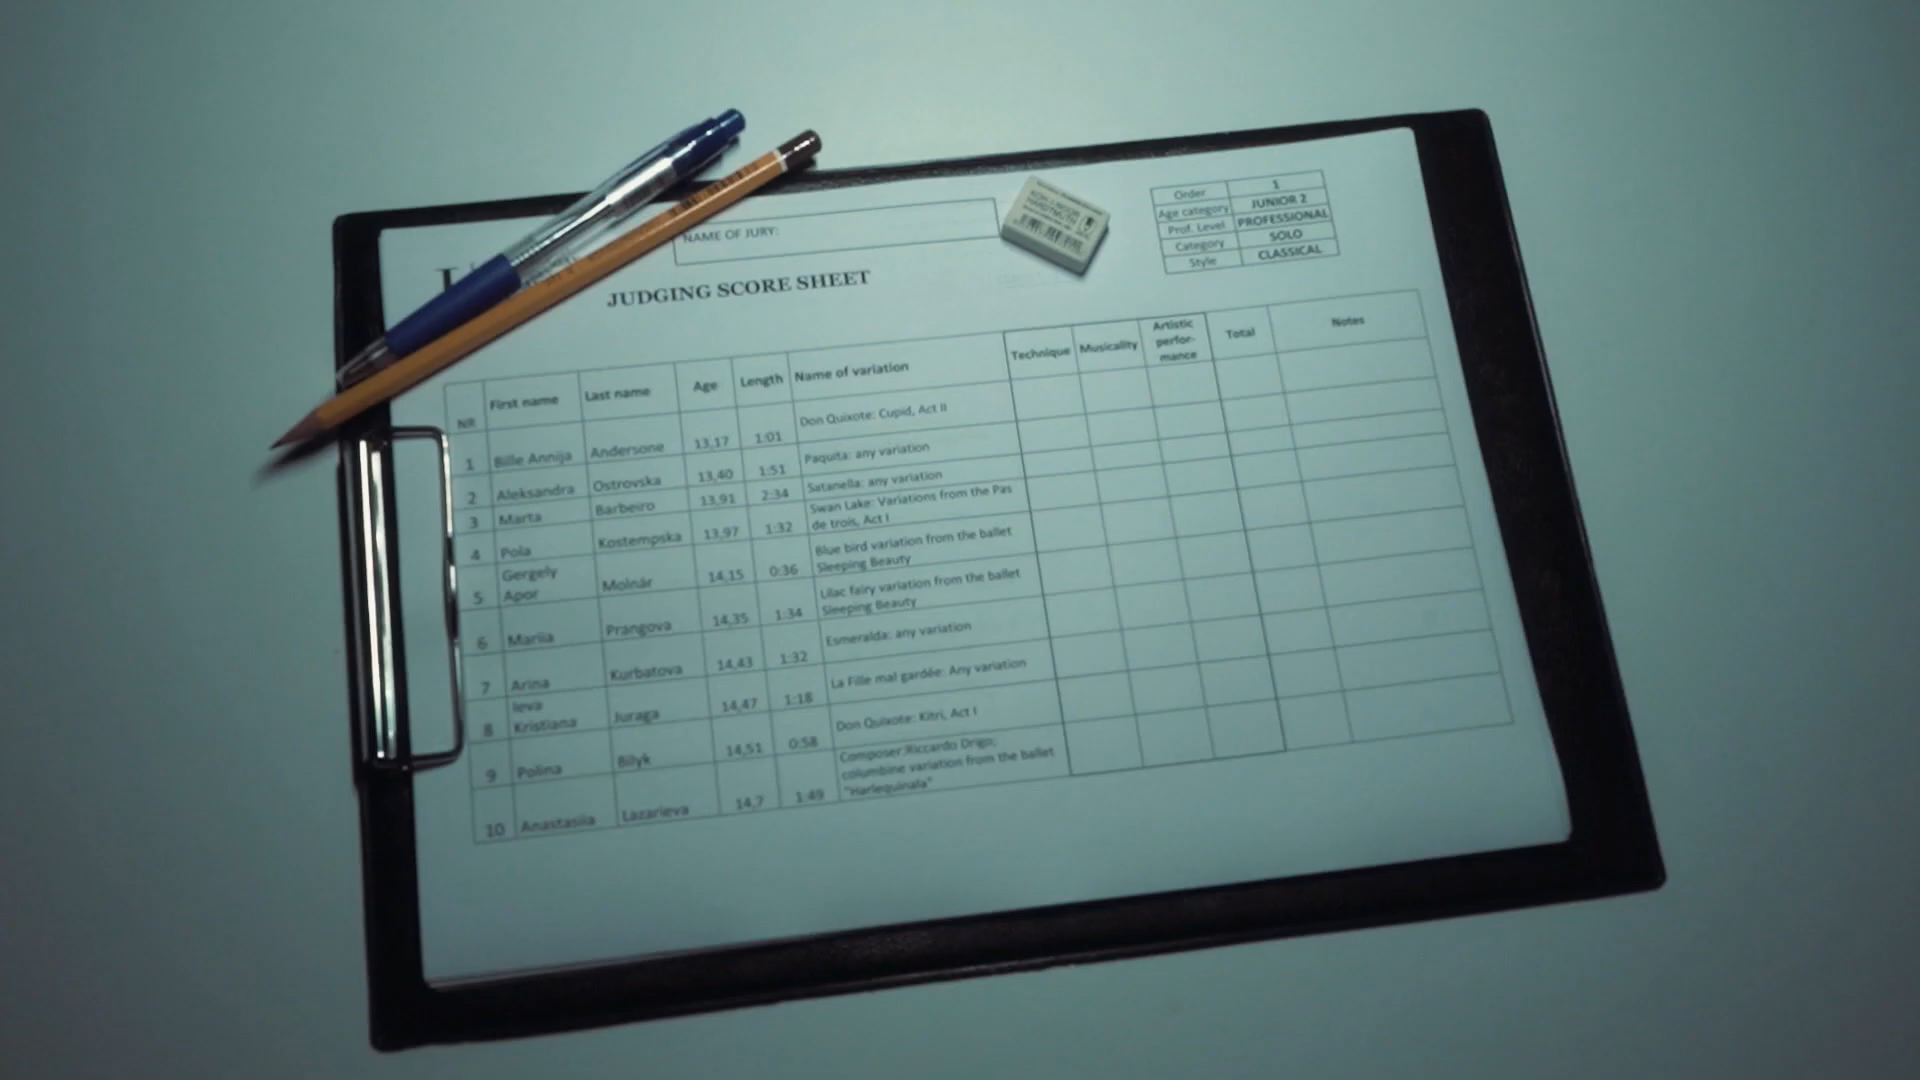 NAME OF JURY:
KOH-I-NOOR
HARDTMUTH
Order 1
Age category JUNIOR 2
Prof. Level PROFESSIONAL
Category SOLO
Style CLASSICAL
JUDGING SCORE SHEET
NR First name Last name Age Length Name of variation Technique Musicality Artistic perfor- mance Total Notes
1 Bille Annija Andersone 13,17 1:01 Don Quixote: Cupid, Act II
2 Aleksandra Ostrovska 13,40 1:51 Paquita: any variation
3 Marta Barbeiro 13,91 2:34 Satanella: any variation
4 Pola Kostempska 13,97 1:32 Swan Lake: Variations from the Pas
de trois, Act I
5 Gergely Apor Molnár 14,15 0:36 Blue bird variation from the ballet
Sleeping Beauty
6 Mariia Prangova 14,35 1:34 Lilac fairy variation from the ballet
Sleeping Beauty
7 Arina Kurbatova 14,43 1:32 Esmeralda: any variation
8 Ieva Kristiana Juraga 14,47 1:18 La Fille mal gardée: Any variation
9 Polina Bilyk 14,51 0:58 Don Quixote: Kitri, Act I
10 Anastasiia Lazarieva 14,7 1:49 Composer:Riccardo Drigo;
columbine variation from the ballet
"Harlequinala"